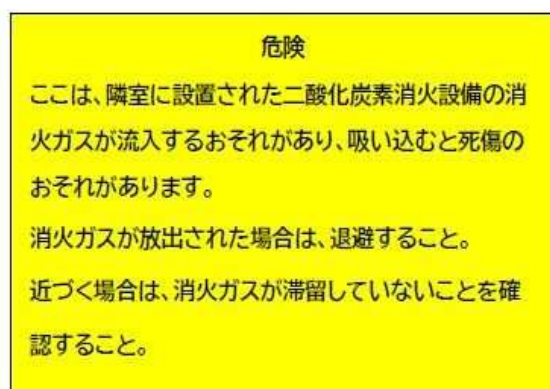 危険
ここは、隣室に設置された二酸化炭素消火設備の消
火ガスが流入するおそれがあり、吸い込むと死傷の
おそれがあります。
消火ガスが放出された場合は、退避すること。
近づく場合は、消火ガスが滞留していないことを確
認すること。